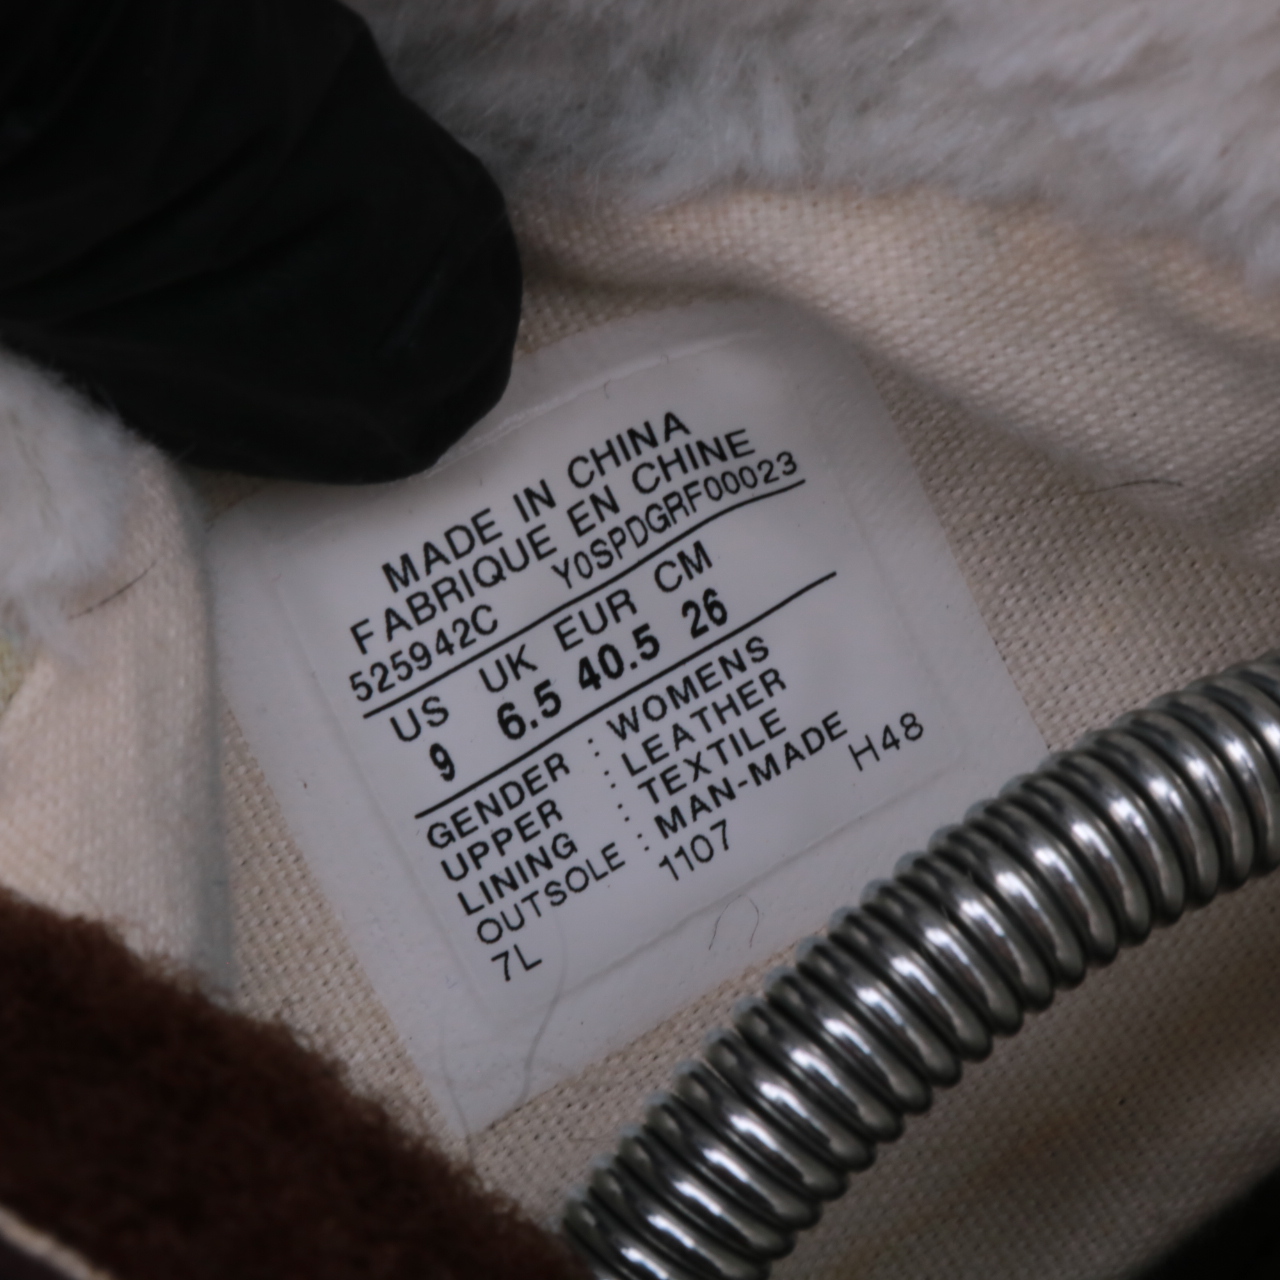 MADE IN CHINA
FABRIQUE EN CHINE
525942C Y0SPDGRF00023
US UK EUR CM
9 6.5 40.5 26
GENDER : WOMENS
UPPER : LEATHER
LINING : TEXTILE
OUTSOLE : MAN-MADE
7L 1107 H48